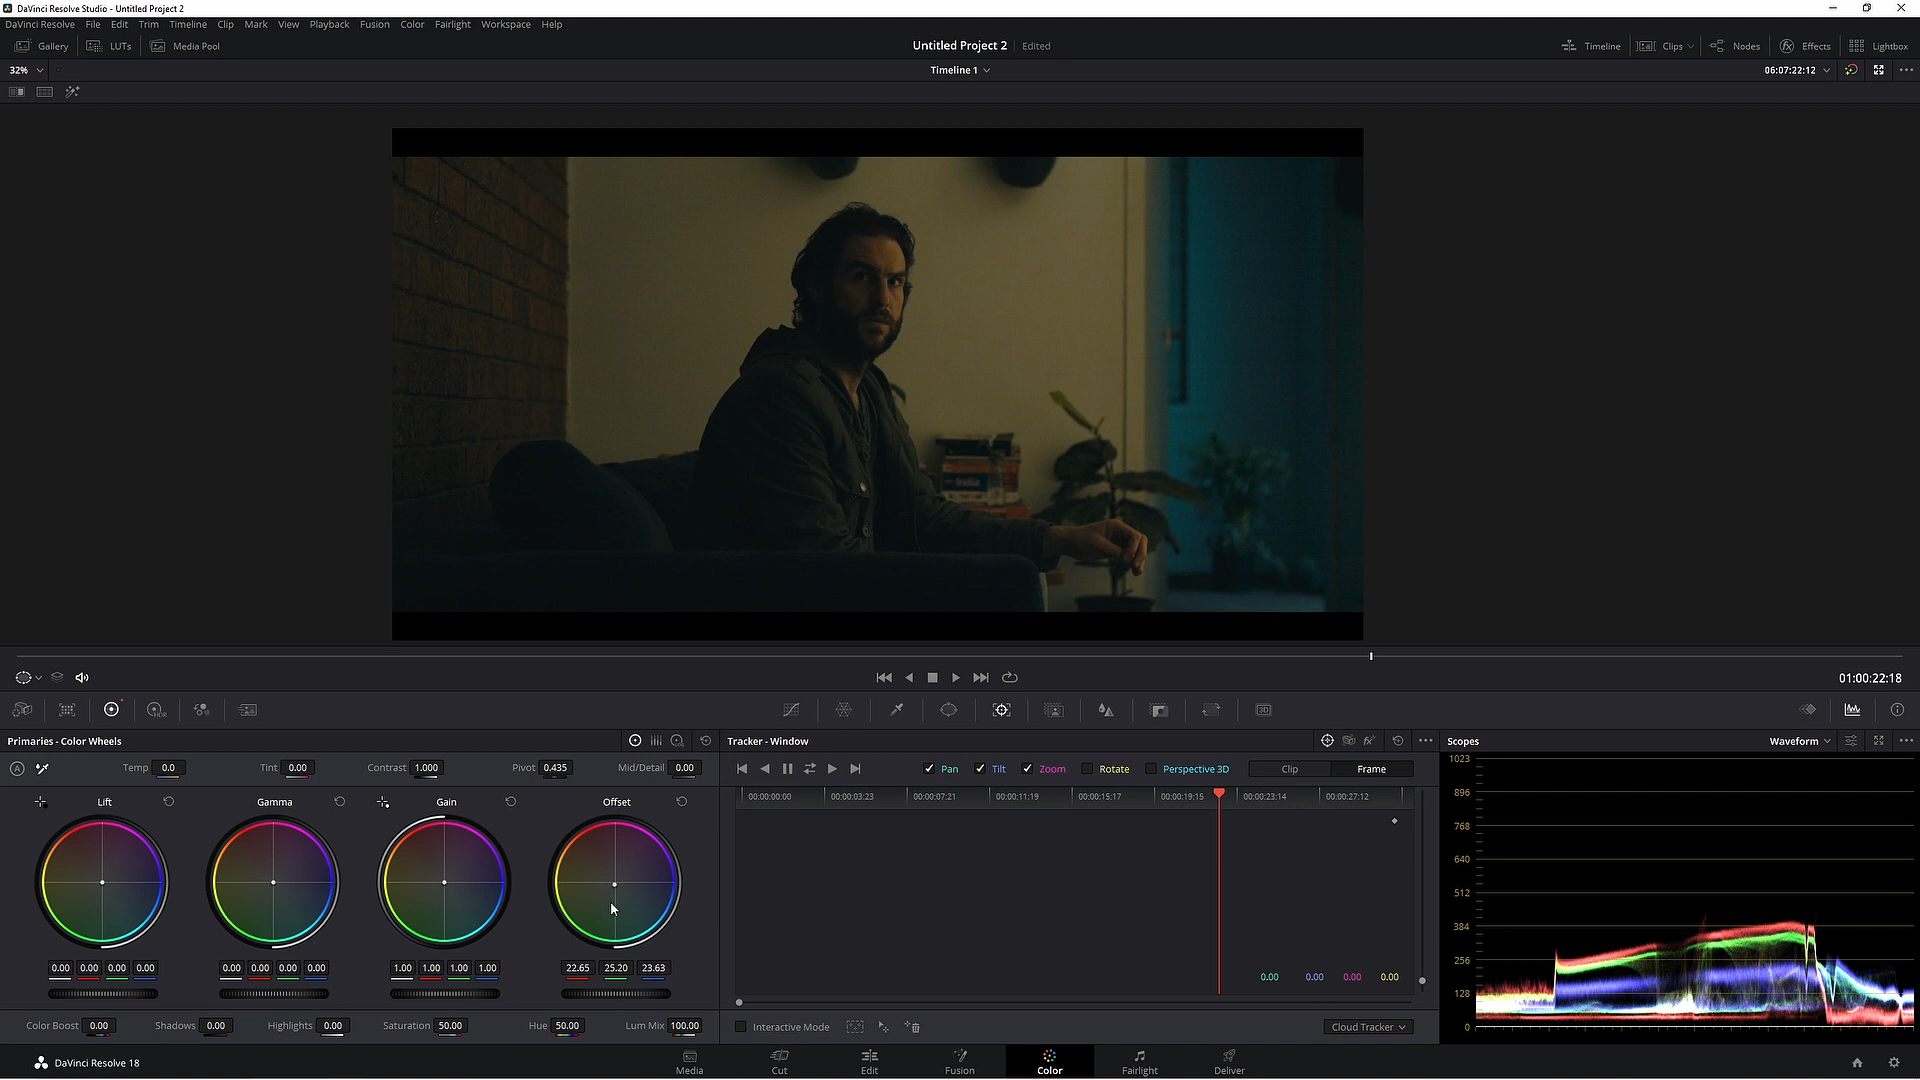 DaVinci Resolve Studio - Untitled Project 2
DaVinci Resolve File Edit Trim Timeline Clip Mark View Playback Fusion Color Fairlight Workspace Help
Gallery LUTs Media Pool Untitled Project 2 Edited Timeline Clips Nodes Effects Lightbox
32% Timeline 1 06:07:22:12
India
01:00:22:18
HDR 3D
Primaries - Color Wheels Tracker - Window Scopes Waveform
A Temp 0.0 Tint 0.00 Contrast 1.000 Pivot 0.435 Mid/Detail 0.00
Pan Tilt Zoom Rotate Perspective 3D Clip Frame
Lift Gamma Gain Offset
00:00:00:00 00:00:03:23 00:00:07:21 00:00:11:19 00:00:15:17 00:00:19:15 00:00:23:14 00:00:27:12
0.00 0.00 0.00 0.00 0.00 0.00 0.00 0.00 1.00 1.00 1.00 1.00 22.65 25.20 23.63
0.00 0.00 0.00 0.00
1023
896
768
640
512
384
256
128
0
Color Boost 0.00 Shadows 0.00 Highlights 0.00 Saturation 50.00 Hue 50.00 Lum Mix 100.00
Interactive Mode Cloud Tracker
DaVinci Resolve 18 Media Cut Edit Fusion Color Fairlight Deliver